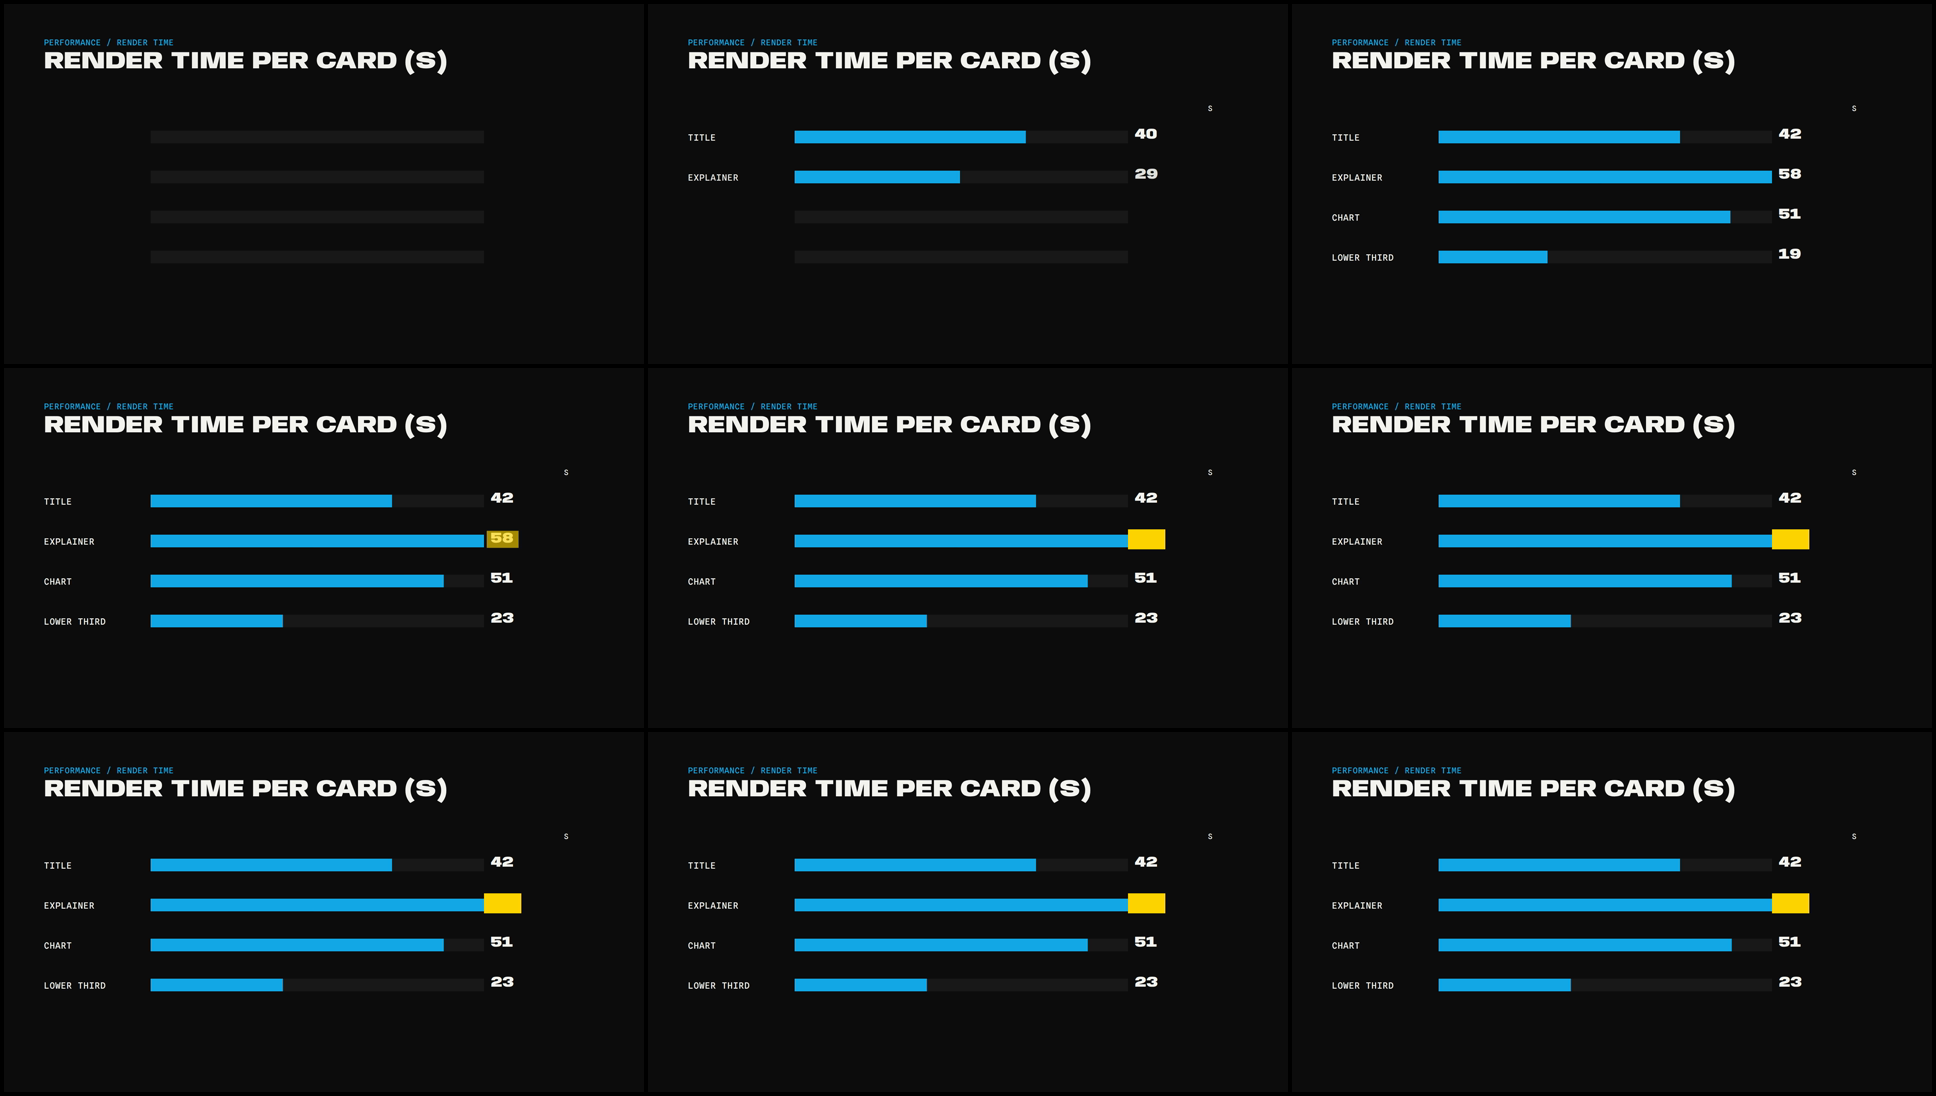 PERFORMANCE / RENDER TIME
RENDER TIME PER CARD (S)
PERFORMANCE / RENDER TIME
RENDER TIME PER CARD (S)
S
TITLE 40
EXPLAINER 29
PERFORMANCE / RENDER TIME
RENDER TIME PER CARD (S)
S
TITLE 42
EXPLAINER 58
CHART 51
LOWER THIRD 19
PERFORMANCE / RENDER TIME
RENDER TIME PER CARD (S)
S
TITLE 42
EXPLAINER 58
CHART 51
LOWER THIRD 23
PERFORMANCE / RENDER TIME
RENDER TIME PER CARD (S)
S
TITLE 42
EXPLAINER
CHART 51
LOWER THIRD 23
PERFORMANCE / RENDER TIME
RENDER TIME PER CARD (S)
S
TITLE 42
EXPLAINER
CHART 51
LOWER THIRD 23
PERFORMANCE / RENDER TIME
RENDER TIME PER CARD (S)
S
TITLE 42
EXPLAINER
CHART 51
LOWER THIRD 23
PERFORMANCE / RENDER TIME
RENDER TIME PER CARD (S)
S
TITLE 42
EXPLAINER
CHART 51
LOWER THIRD 23
PERFORMANCE / RENDER TIME
RENDER TIME PER CARD (S)
S
TITLE 42
EXPLAINER
CHART 51
LOWER THIRD 23